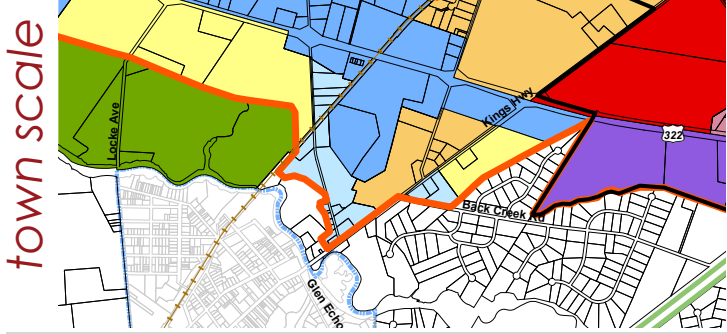 town scale
Locke Ave
Kings Hwy
322
Back Creek Rd
Glen Echo